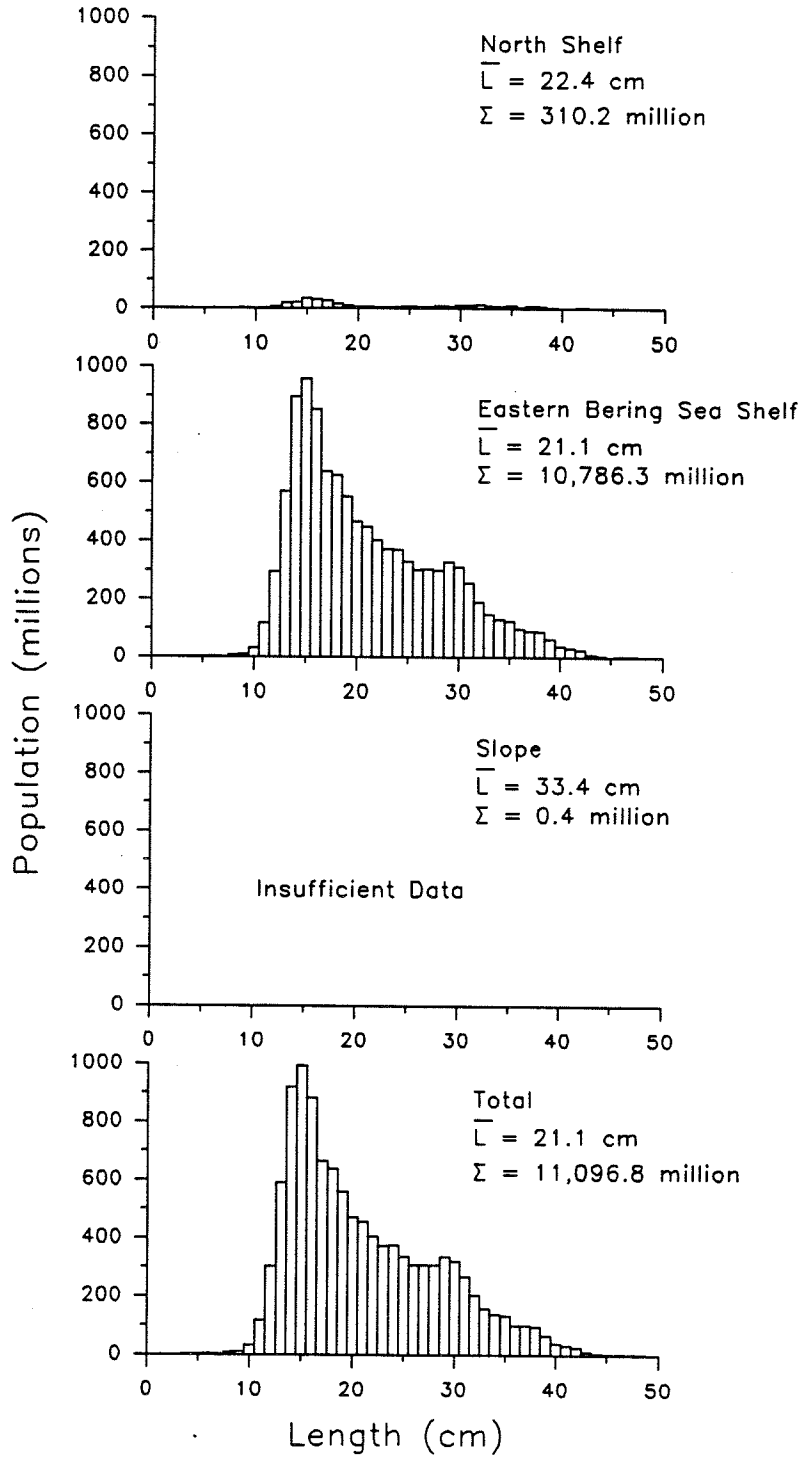 Population (millions)
1000
800
600
400
200
0
North Shelf
L̅ = 22.4 cm
Σ = 310.2 million
0 10 20 30 40 50
1000
800
600
400
200
0
Eastern Bering Sea Shelf
L̅ = 21.1 cm
Σ = 10,786.3 million
0 10 20 30 40 50
1000
800
600
400
200
0
Slope
L̅ = 33.4 cm
Σ = 0.4 million
Insufficient Data
0 10 20 30 40 50
1000
800
600
400
200
0
Total
L̅ = 21.1 cm
Σ = 11,096.8 million
0 10 20 30 40 50
Length (cm)